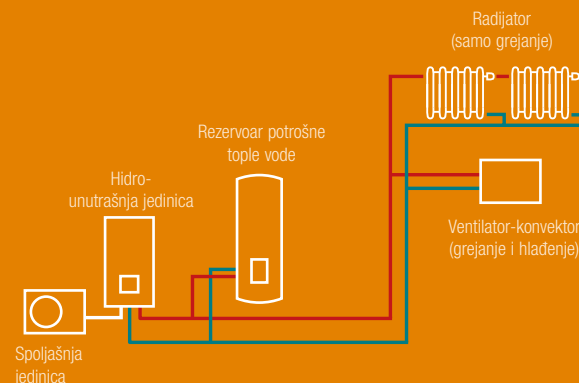 Radijator
(samo grejanje)
Rezervoar potrošne
tople vode
Hidro-
unutrašnja jedinica
Ventilator-konvektor
(grejanje i hlađenje)
Spoljašnja
jedinica